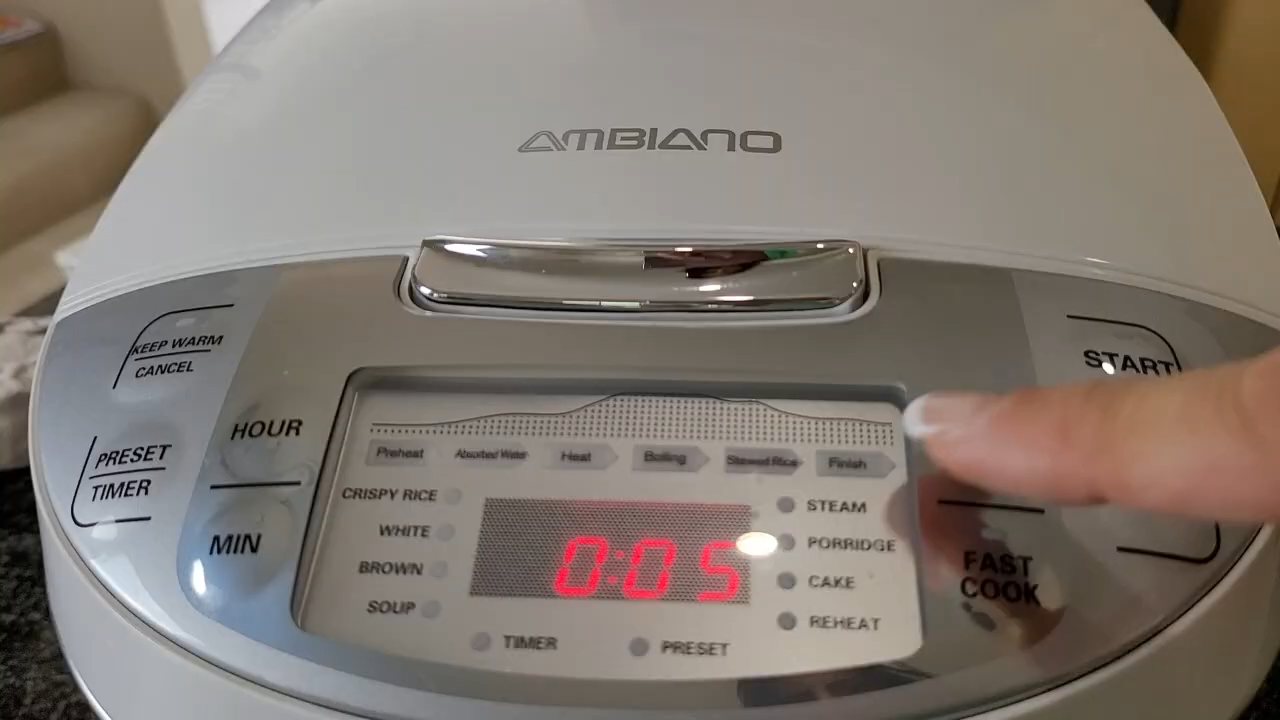 AMBIANO
KEEP WARM
CANCEL
START
HOUR
PRESET
TIMER
MIN
Preheat
Absorbed Water
Heat
Boiling
Stewed Rice
Finish
CRISPY RICE
WHITE
BROWN
SOUP
0:05
STEAM
PORRIDGE
CAKE
REHEAT
TIMER
PRESET
FAST
COOK